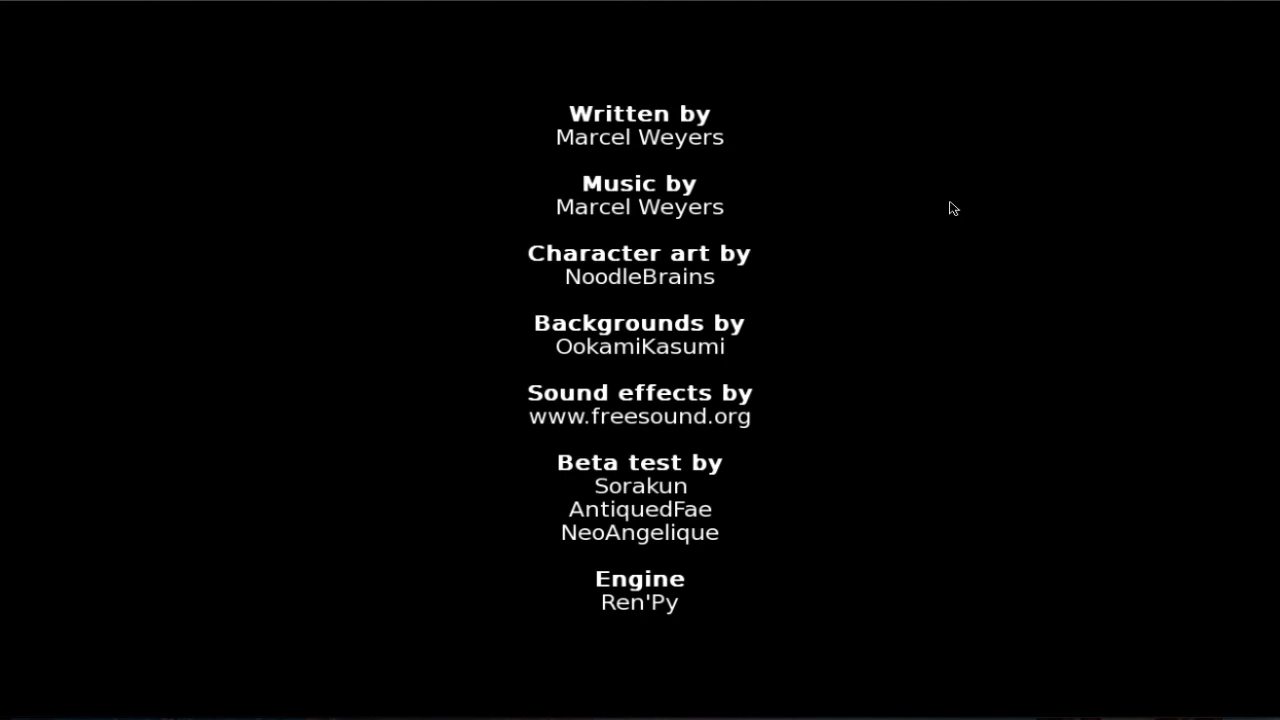 Written by
Marcel Weyers
Music by
Marcel Weyers
Character art by
NoodleBrains
Backgrounds by
OokamiKasumi
Sound effects by
www.freesound.org
Beta test by
Sorakun
AntiquedFae
NeoAngelique
Engine
Ren'Py